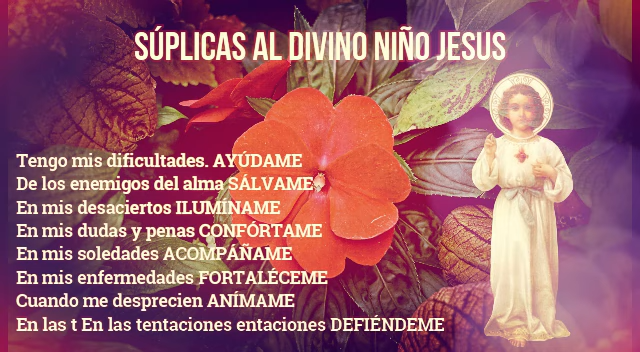 SÚPLICAS AL DIVINO NIÑO JESUS
Tengo mis dificultades. AYÚDAME
De los enemigos del alma SÁLVAME
En mis desaciertos ILUMÍNAME
En mis dudas y penas CONFÓRTAME
En mis soledades ACOMPÁÑAME
En mis enfermedades FORTALÉCEME
Cuando me desprecien ANÍMAME
En las t En las tentaciones entaciones DEFIÉNDEME